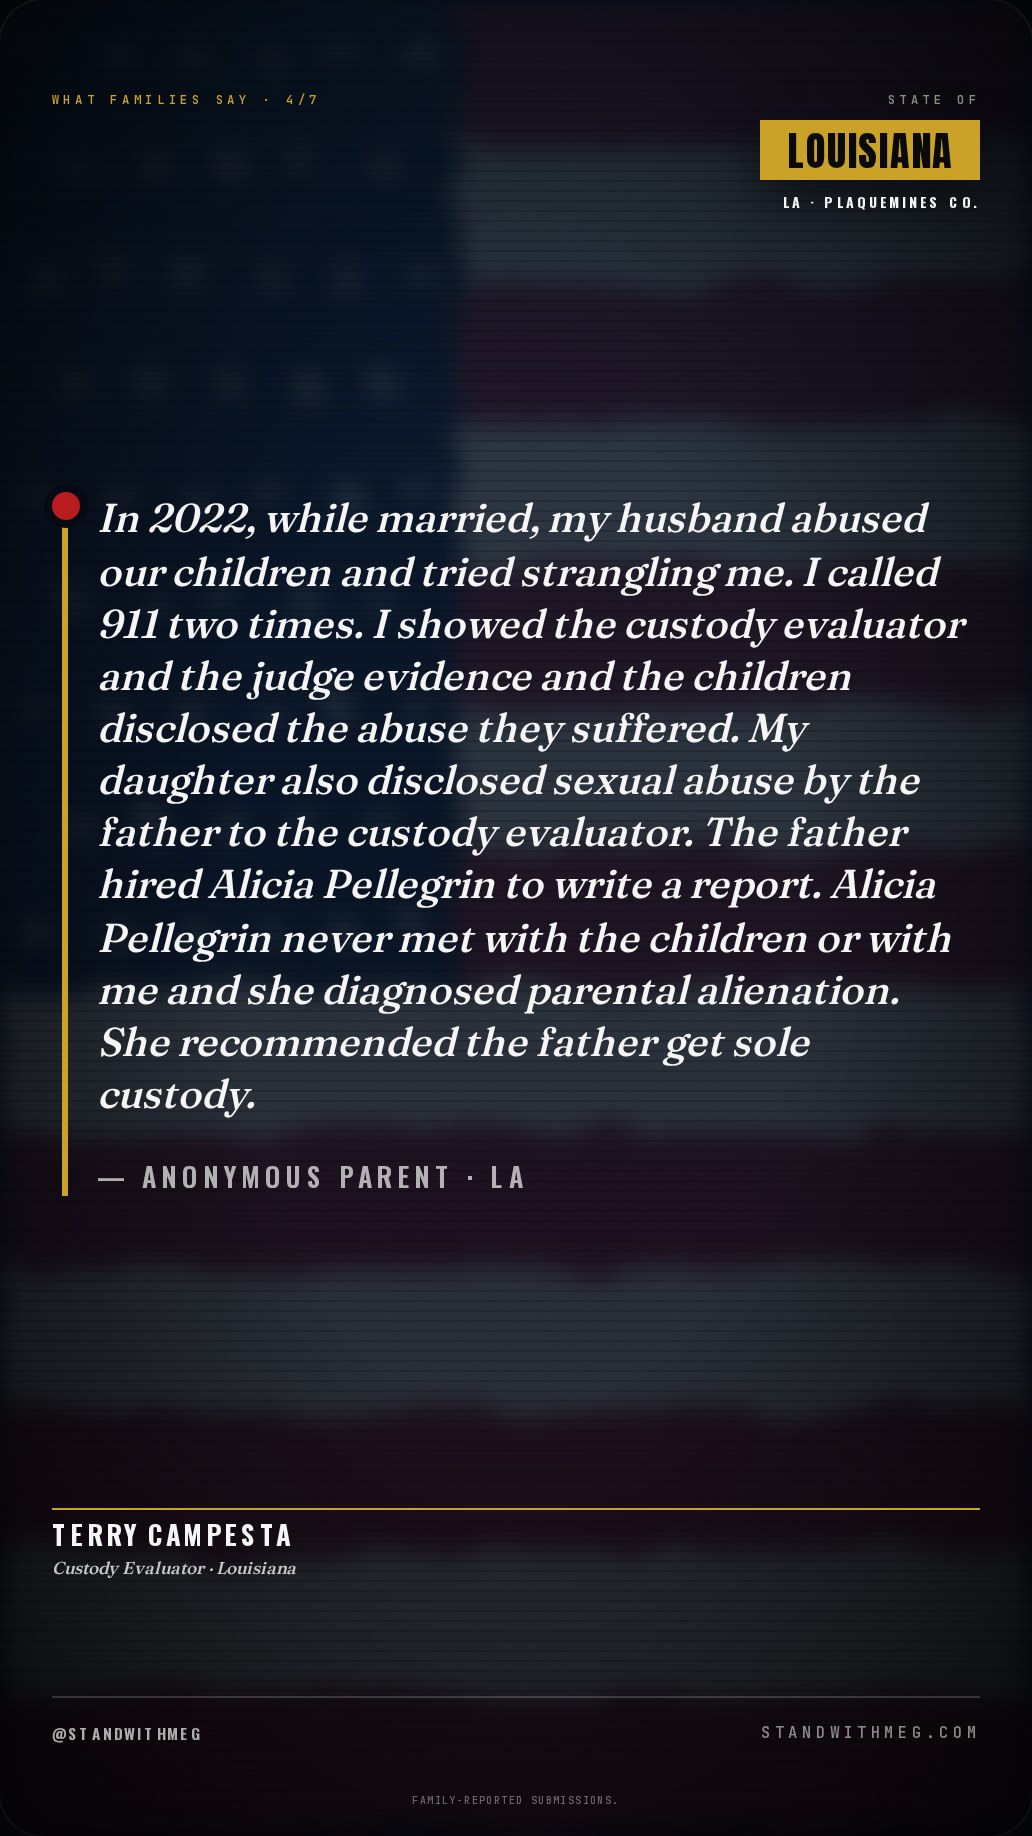 WHAT FAMILIES SAY · 4/7
STATE OF
LOUISIANA
LA · PLAQUEMINES CO.
In 2022, while married, my husband abused
our children and tried strangling me. I called
911 two times. I showed the custody evaluator
and the judge evidence and the children
disclosed the abuse they suffered. My
daughter also disclosed sexual abuse by the
father to the custody evaluator. The father
hired Alicia Pellegrin to write a report. Alicia
Pellegrin never met with the children or with
me and she diagnosed parental alienation.
She recommended the father get sole
custody.
— ANONYMOUS PARENT · LA
TERRY CAMPESTA
Custody Evaluator · Louisiana
@STANDWITHMEG
STANDWITHMEG.COM
FAMILY-REPORTED SUBMISSIONS.